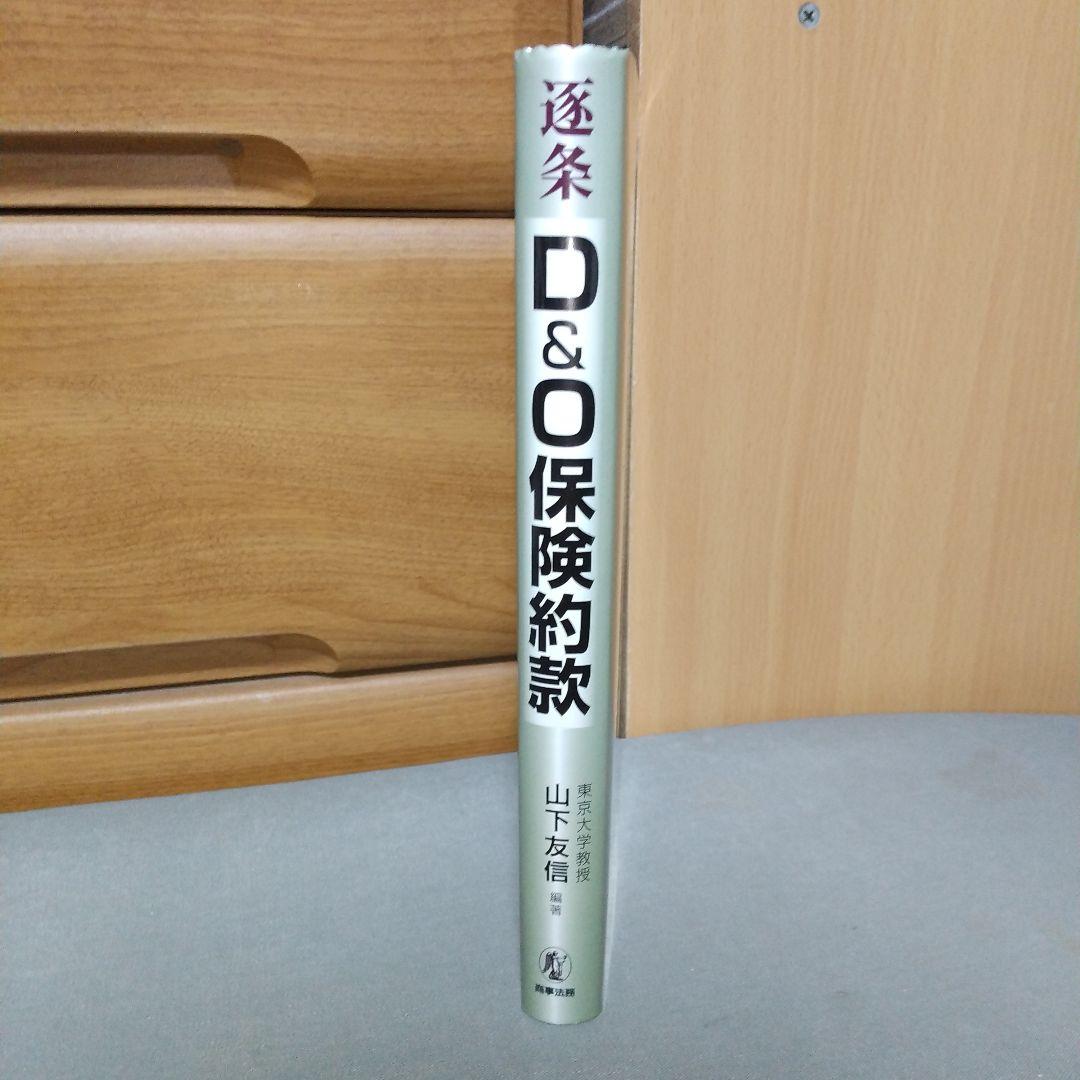 逐条
D&O保険約款
東京大学教授
山下友信 編著
商事法務